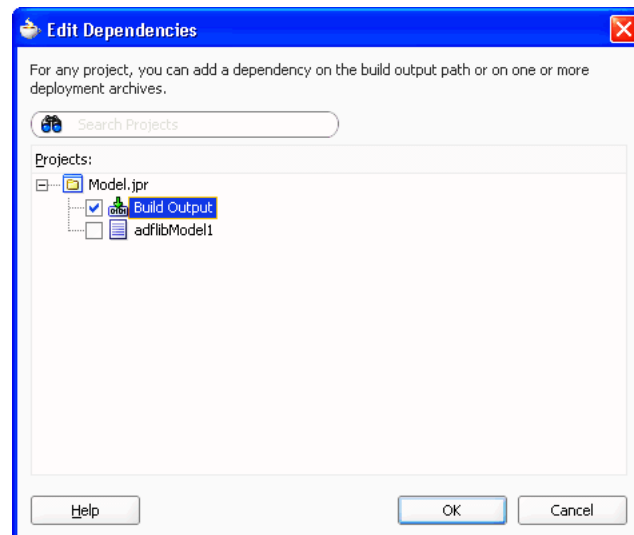 Edit Dependencies
For any project, you can add a dependency on the build output path or on one or more
deployment archives.
Search Projects
Projects:
Model.jpr
Build Output
adflibModel1
Help
OK
Cancel